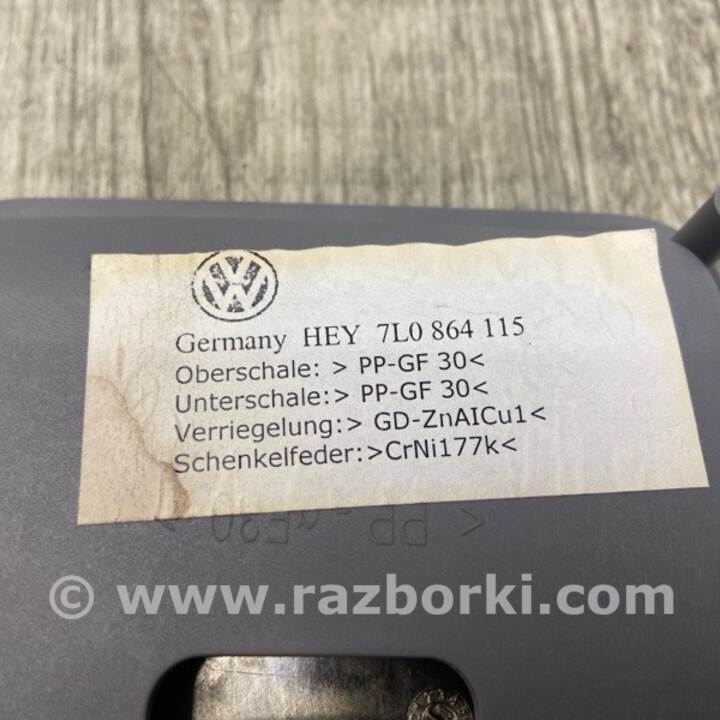 Germany HEY 7L0 864 115
Oberschale: > PP-GF 30<
Unterschale:> PP-GF 30<
Verriegelung:> GD-ZnAlCu1<
Schenkelfeder:>CrNi177k<
© www.razborki.com